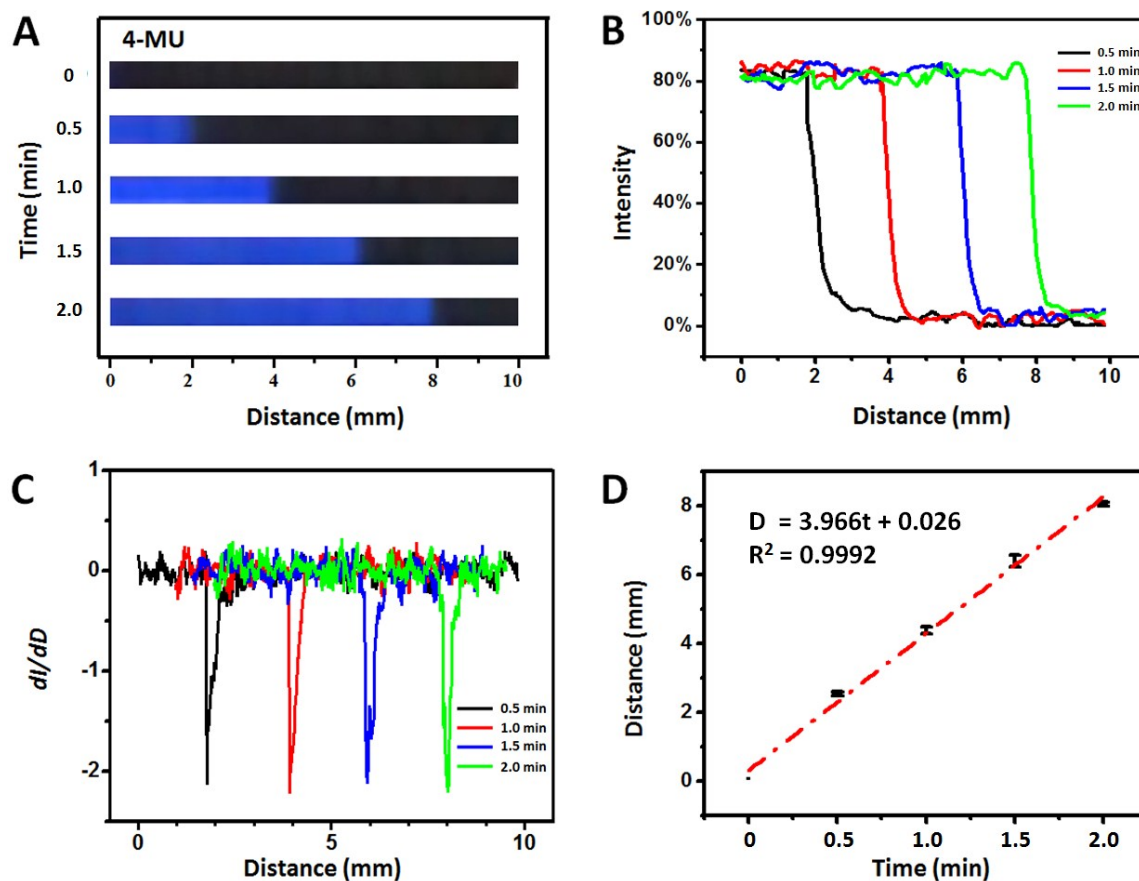 A
4-MU
Time (min)
0
0.5
1.0
1.5
2.0
0 2 4 6 8 10
Distance (mm)
B
Intensity
100%
80%
60%
40%
20%
0%
0.5 min
1.0 min
1.5 min
2.0 min
0 2 4 6 8 10
Distance (mm)
C
dI/dD
1
0
-1
-2
0.5 min
1.0 min
1.5 min
2.0 min
0 5 10
Distance (mm)
D
Distance (mm)
8
6
4
2
0
D = 3.966t + 0.026
R² = 0.9992
0 0.5 1.0 1.5 2.0
Time (min)